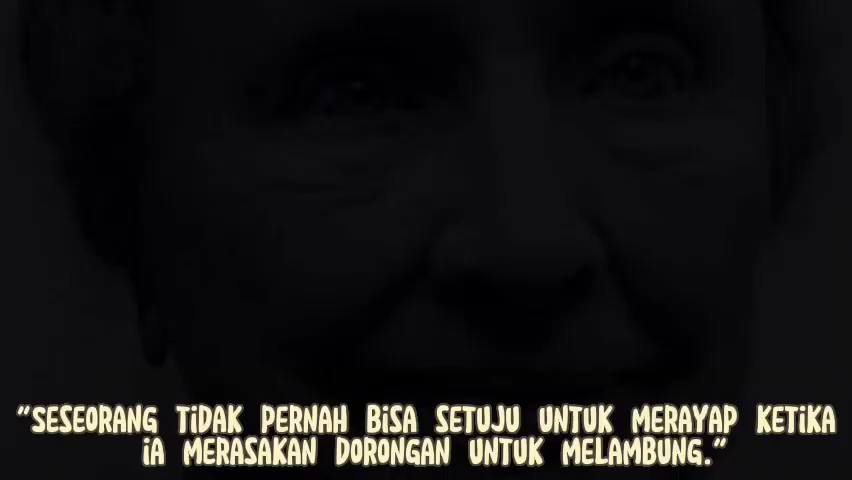 "SESEORANG TIDAK PERNAH BISA SETUJU UNTUK MERAYAP KETIKA
IA MERASAKAN DORONGAN UNTUK MELAMBUNG."